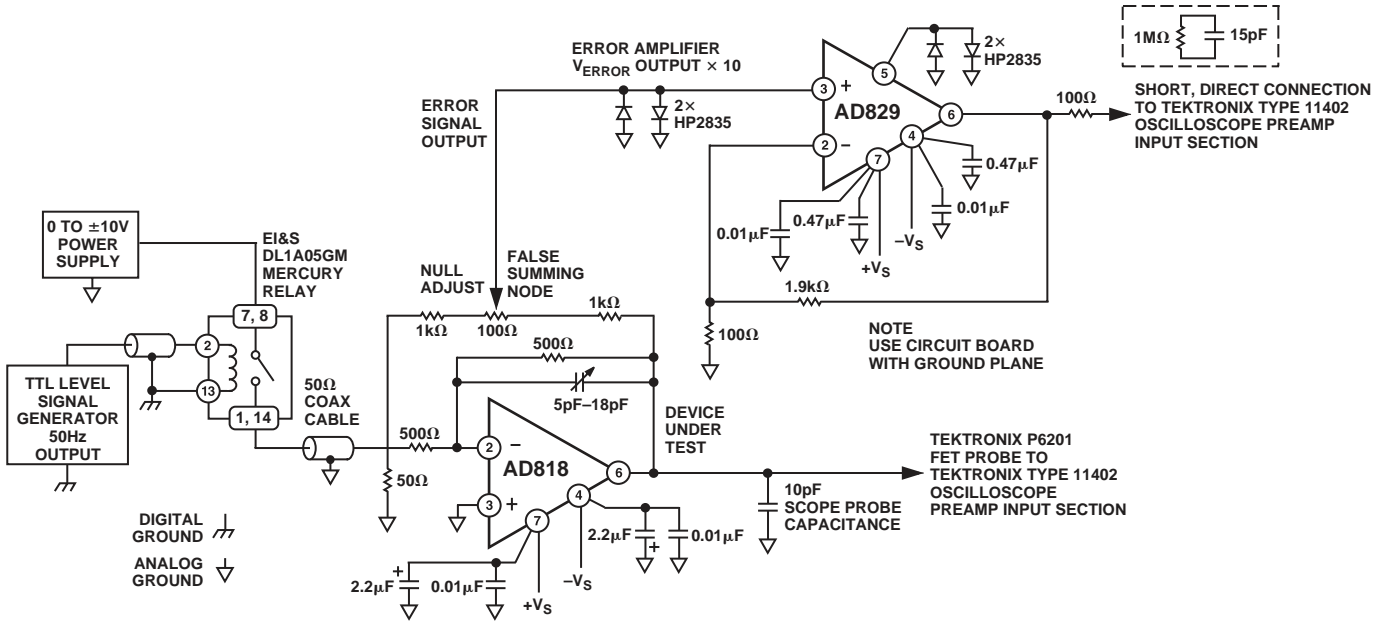 ERROR AMPLIFIER
VERROR OUTPUT × 10
ERROR
SIGNAL
OUTPUT
2×
HP2835
3
+
2
−
AD829
5
6
4
7
2×
HP2835
1MΩ
15pF
100Ω
SHORT, DIRECT CONNECTION
TO TEKTRONIX TYPE 11402
OSCILLOSCOPE PREAMP
INPUT SECTION
0.47µF
0.01µF
0.01µF
0.47µF
+VS
−VS
1.9kΩ
100Ω
NOTE
USE CIRCUIT BOARD
WITH GROUND PLANE
0 TO ±10V
POWER
SUPPLY
EI&S
DL1A05GM
MERCURY
RELAY
7, 8
2
13
1, 14
TTL LEVEL
SIGNAL
GENERATOR
50Hz
OUTPUT
50Ω
COAX
CABLE
NULL
ADJUST
FALSE
SUMMING
NODE
1kΩ
100Ω
1kΩ
500Ω
5pF–18pF
500Ω
50Ω
2
−
3
+
AD818
6
4
7
DEVICE
UNDER
TEST
10pF
SCOPE PROBE
CAPACITANCE
TEKTRONIX P6201
FET PROBE TO
TEKTRONIX TYPE 11402
OSCILLOSCOPE
PREAMP INPUT SECTION
2.2µF
+
0.01µF
+
2.2µF
0.01µF
+VS
−VS
DIGITAL
GROUND
ANALOG
GROUND